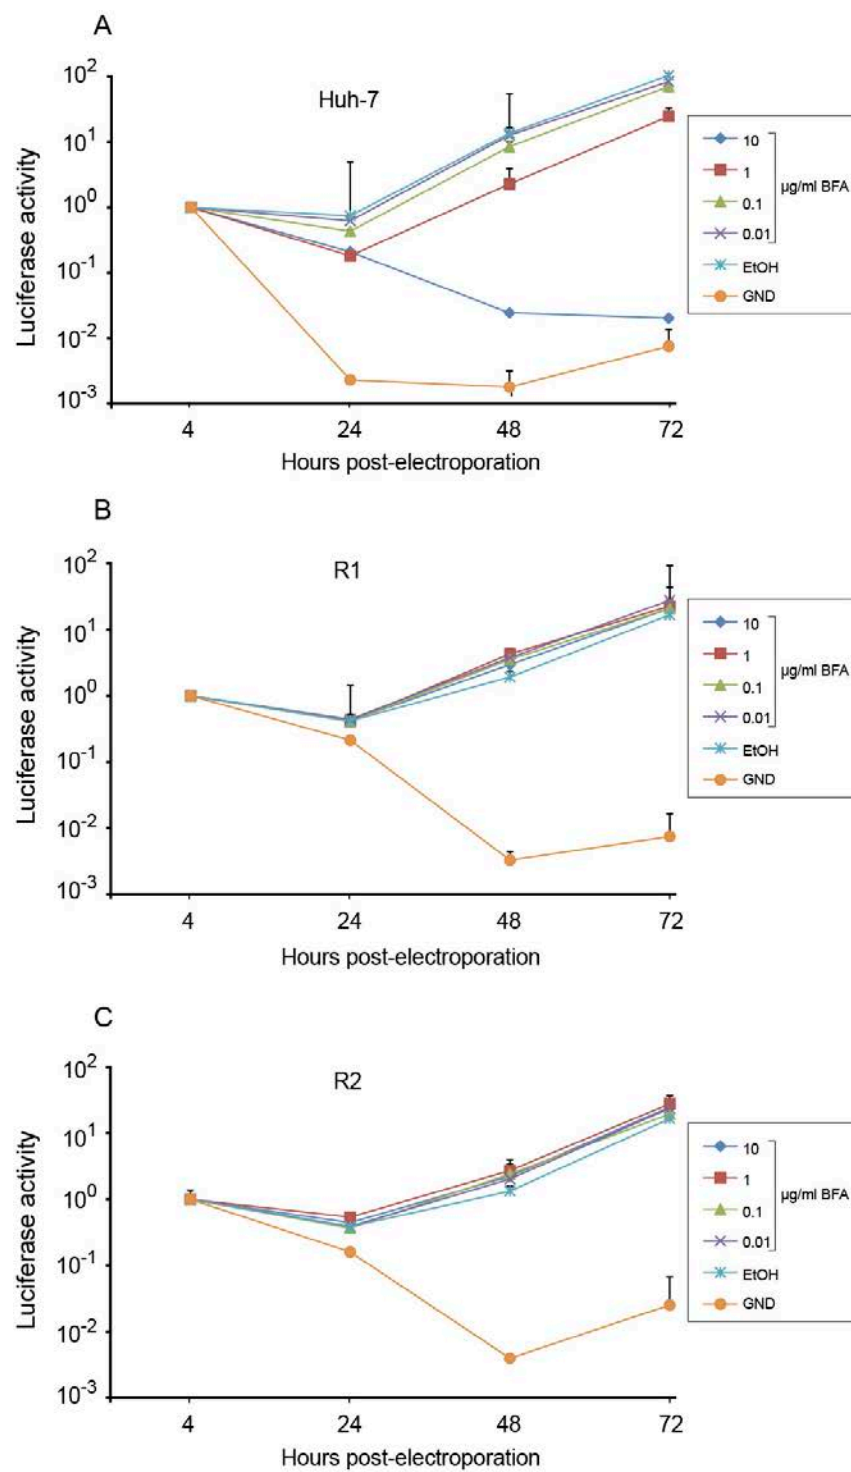 A
Huh-7
Luciferase activity
10²
10¹
10⁰
10⁻¹
10⁻²
10⁻³
4 24 48 72
Hours post-electroporation
10
1
0.1
0.01
µg/ml BFA
EtOH
GND
B
R1
Luciferase activity
10²
10¹
10⁰
10⁻¹
10⁻²
10⁻³
4 24 48 72
Hours post-electroporation
10
1
0.1
0.01
µg/ml BFA
EtOH
GND
C
R2
Luciferase activity
10²
10¹
10⁰
10⁻¹
10⁻²
10⁻³
4 24 48 72
Hours post-electroporation
10
1
0.1
0.01
µg/ml BFA
EtOH
GND